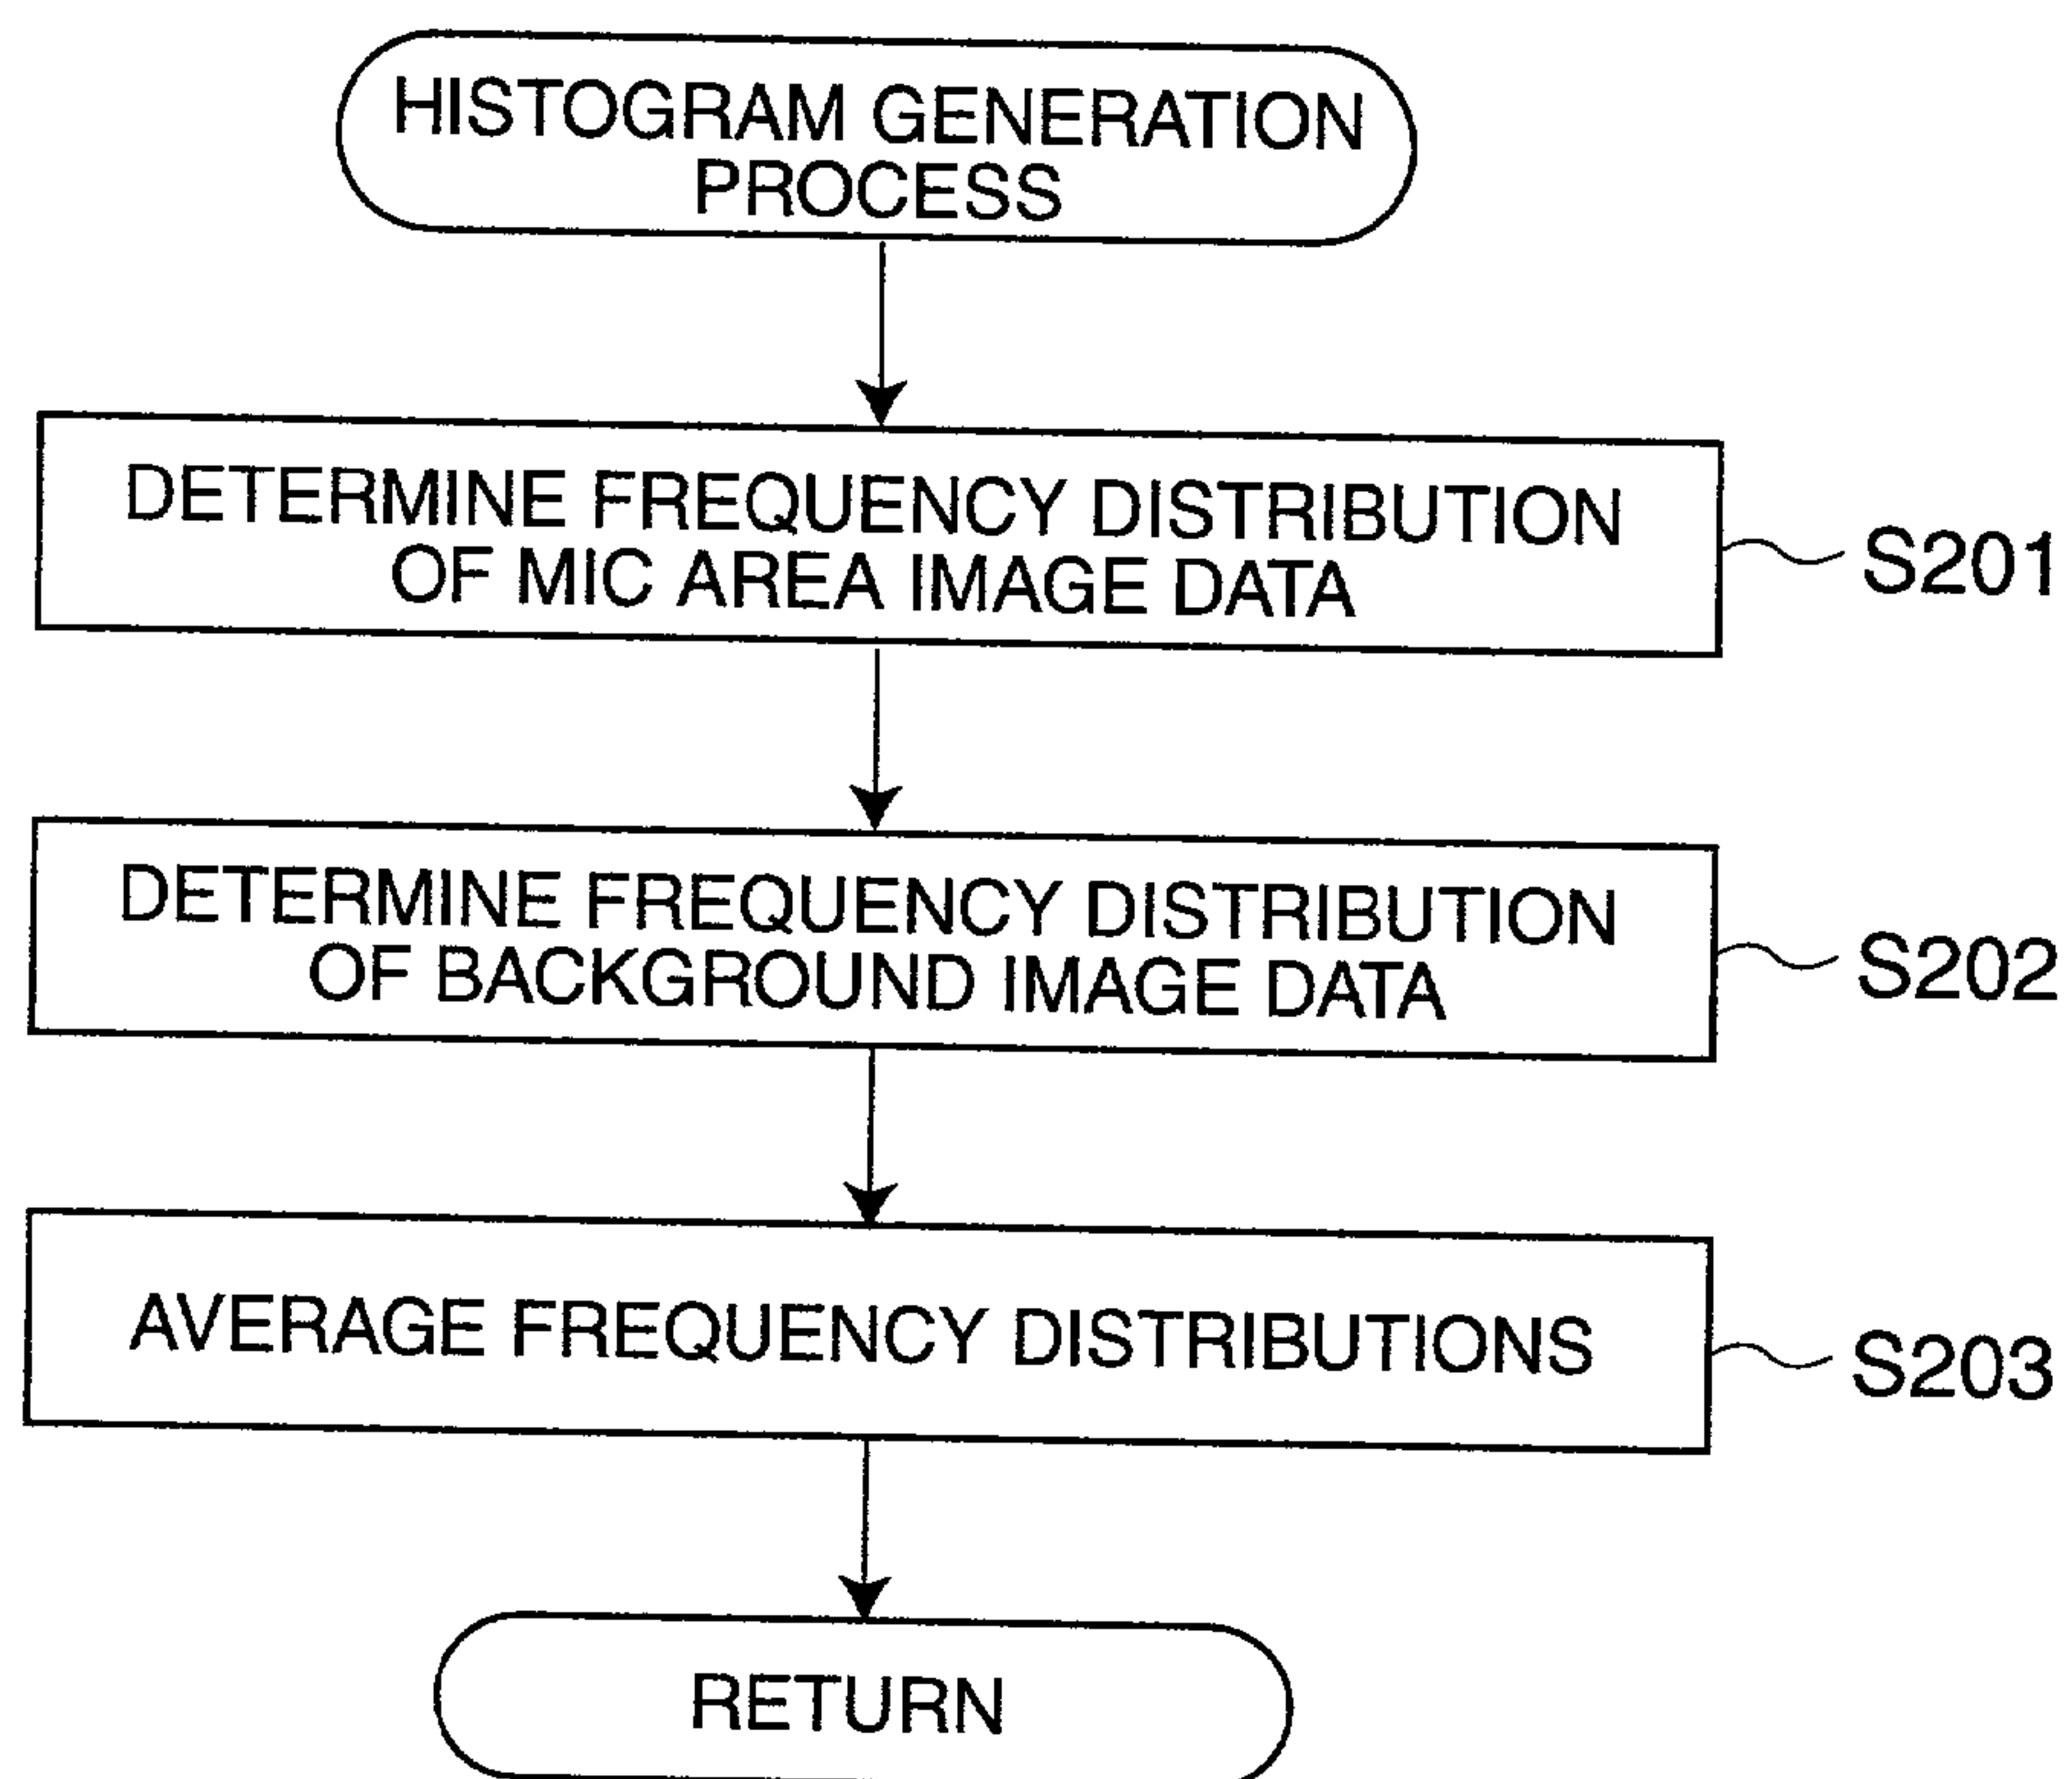 HISTOGRAM GENERATION
PROCESS
DETERMINE FREQUENCY DISTRIBUTION
OF MIC AREA IMAGE DATA
S201
DETERMINE FREQUENCY DISTRIBUTION
OF BACKGROUND IMAGE DATA
S202
AVERAGE FREQUENCY DISTRIBUTIONS
S203
RETURN